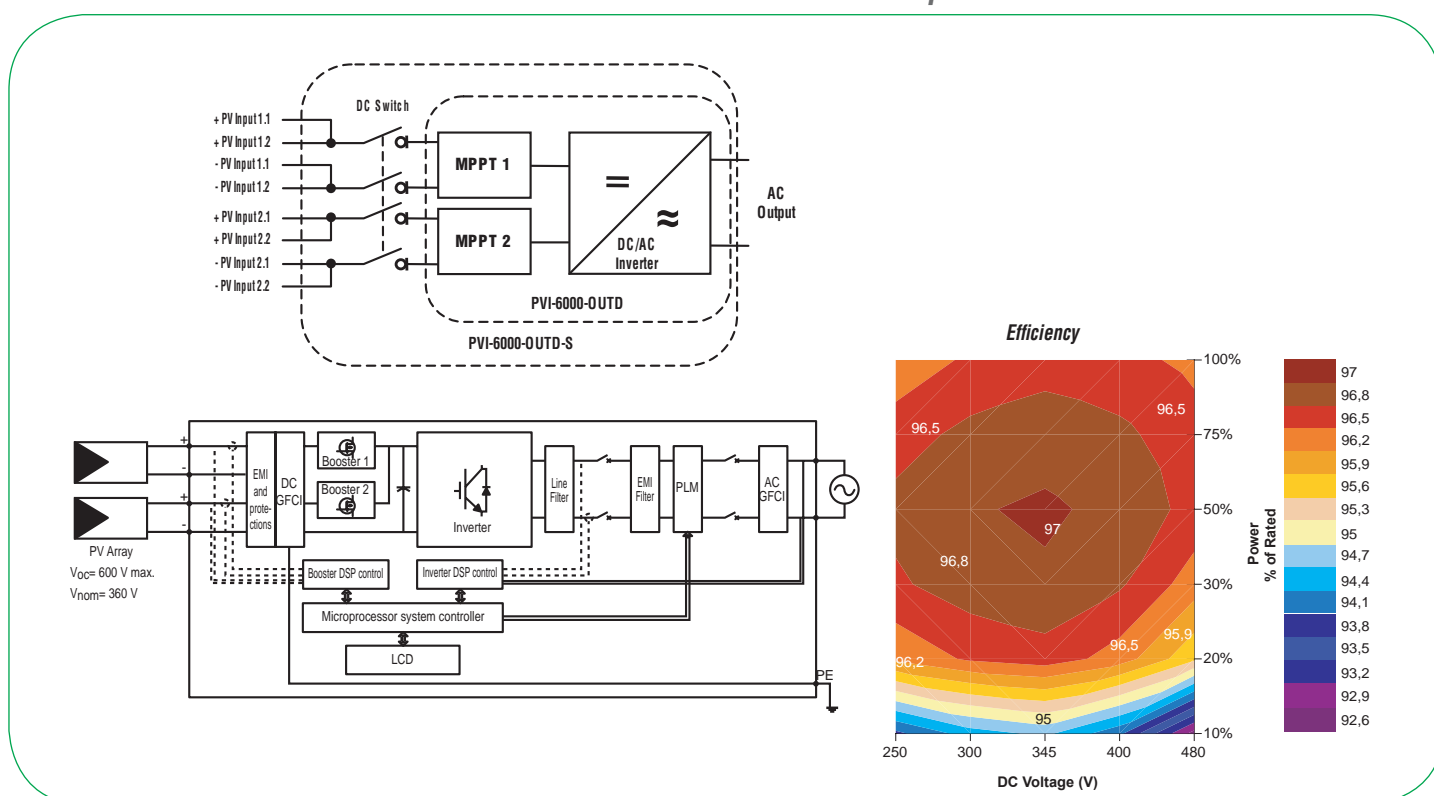 DC Switch
+ PV Input 1.1
+ PV Input 1.2
- PV Input 1.1
- PV Input 1.2
+ PV Input 2.1
+ PV Input 2.2
- PV Input 2.1
- PV Input 2.2
MPPT 1
MPPT 2
=
≈
DC/AC
Inverter
AC
Output
PVI-6000-OUTD
PVI-6000-OUTD-S
+
-
+
-
PV Array
VOC= 600 V max.
Vnom= 360 V
EMI
and
prote-
ctions
DC
GFCI
Booster 1
Booster 2
Inverter
Line
Filter
EMI
Filter
PLM
AC
GFCI
Booster DSP control
Inverter DSP control
Microprocessor system controller
LCD
PE
Efficiency
96,5
96,5
97
96,8
96,2
96,5
95,9
95
100%
75%
50%
30%
20%
10%
Power
% of Rated
250
300
345
400
480
DC Voltage (V)
97
96,8
96,5
96,2
95,9
95,6
95,3
95
94,7
94,4
94,1
93,8
93,5
93,2
92,9
92,6